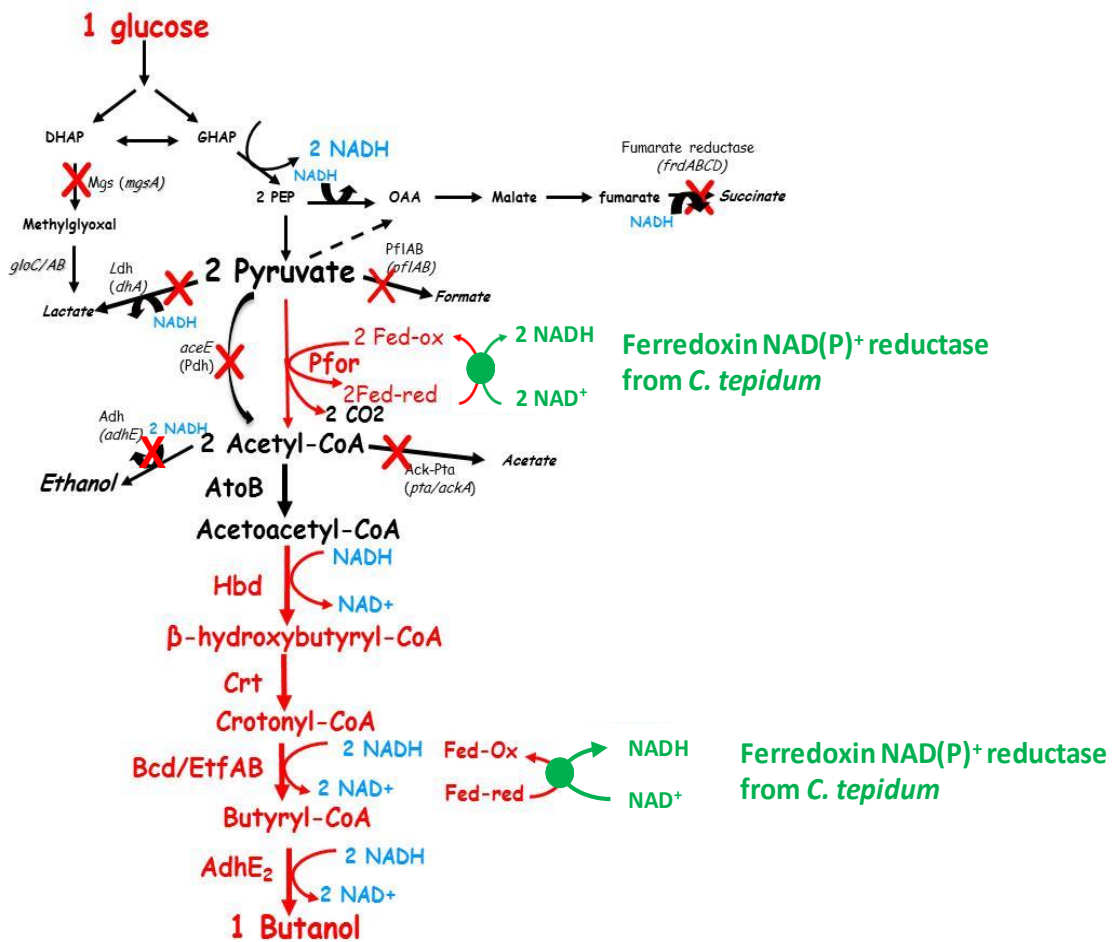 1 glucose
DHAP
GHAP
2 NADH
Fumarate reductase
(frdABCD)
Mgs (mgsA)
NADH
2 PEP
OAA
Malate
fumarate
Succinate
NADH
Methylglyoxal
gloC/AB
Ldh
(dhA)
2 Pyruvate
PflAB
(pflAB)
Lactate
NADH
Formate
aceE
(Pdh)
2 Fed-ox
Pfor
2Fed-red
2 CO2
2 NADH
2 NAD+
Ferredoxin NAD(P)+ reductase
from C. tepidum
Adh
(adhE)
2 NADH
2 Acetyl-CoA
Ethanol
Ack-Pta
(pta/ackA)
Acetate
AtoB
Acetoacetyl-CoA
NADH
Hbd
NAD+
β-hydroxybutyryl-CoA
Crt
Crotonyl-CoA
2 NADH
Bcd/EtfAB
2 NAD+
Fed-Ox
Fed-red
NADH
NAD+
Ferredoxin NAD(P)+ reductase
from C. tepidum
Butyryl-CoA
2 NADH
AdhE2
2 NAD+
1 Butanol